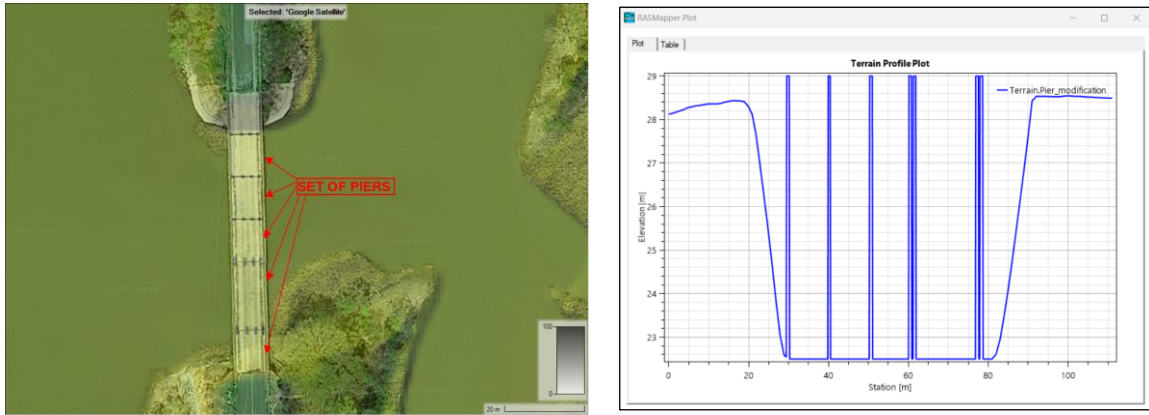 Selected: 'Google Satellite'
SET OF PIERS
100
0
20 m
RASMapper Plot
Plot
Table
Terrain Profile Plot
Terrain.Pier_modification
Elevation [m]
29
28
27
26
25
24
23
0
20
40
60
80
100
Station [m]